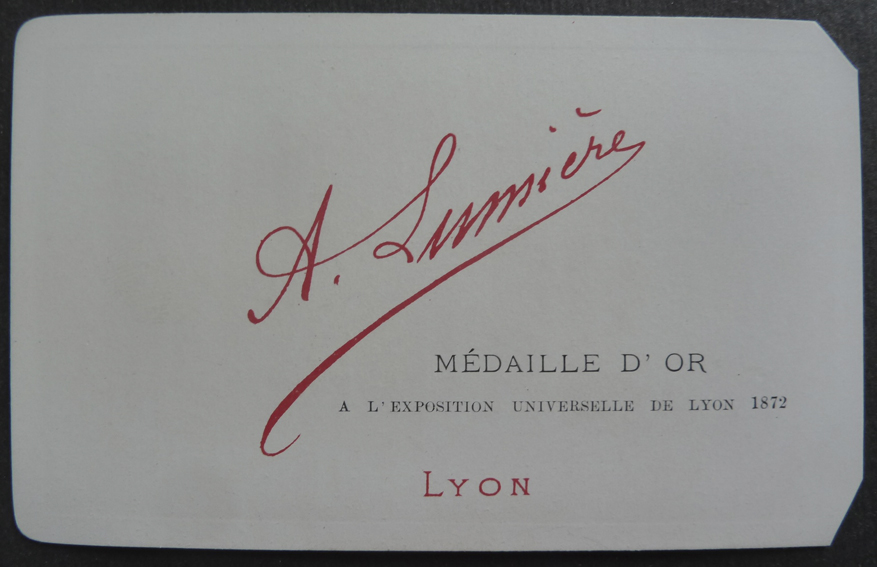 A. Lumière
MÉDAILLE D' OR
A L'EXPOSITION UNIVERSELLE DE LYON 1872
LYON